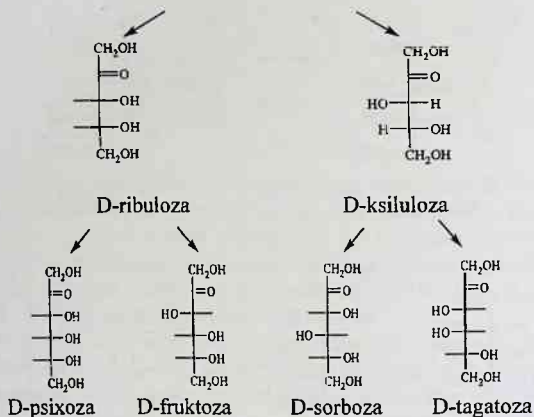 CH₂OH
=O
-OH
-OH
CH₂OH
D-ribuloza
CH₂OH
=O
HO-H
H-OH
CH₂OH
D-ksiluloza
CH₂OH
=O
-OH
-OH
-OH
CH₂OH
D-psixoza
CH₂OH
=O
HO-
-OH
-OH
CH₂OH
D-fruktoza
CH₂OH
=O
-OH
HO-
-OH
CH₂OH
D-sorboza
CH₂OH
=O
HO-
HO-
-OH
CH₂OH
D-tagatoza